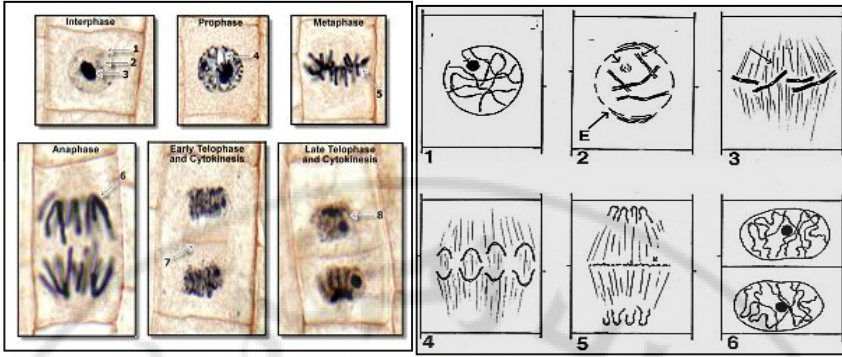 Interphase
1
2
3
Prophase
4
Metaphase
5
Anaphase
6
Early Telophase
and Cytokinesis
7
Late Telophase
and Cytokinesis
8
1
E
2
3
4
5
6